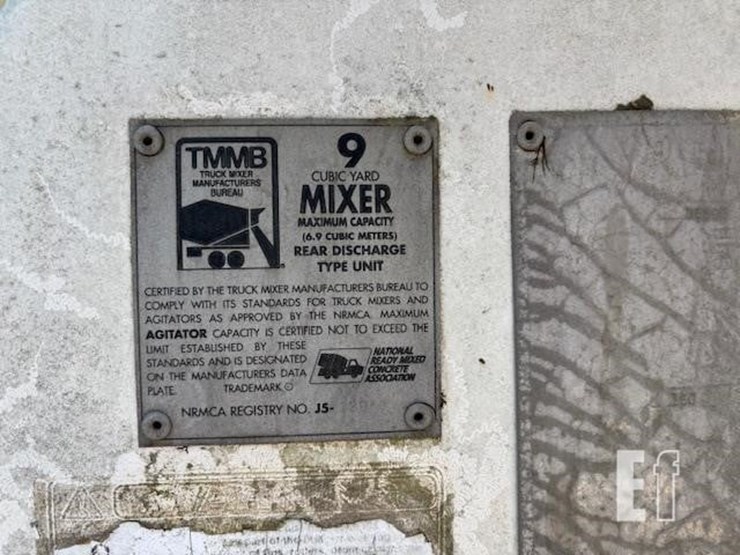 TMMB
TRUCK MIXER
MANUFACTURERS
BUREAU
9
CUBIC YARD
MIXER
MAXIMUM CAPACITY
(6.9 CUBIC METERS)
REAR DISCHARGE
TYPE UNIT
CERTIFIED BY THE TRUCK MIXER MANUFACTURERS BUREAU TO
COMPLY WITH ITS STANDARDS FOR TRUCK MIXERS AND
AGITATORS AS APPROVED BY THE NRMCA. MAXIMUM
AGITATOR CAPACITY IS CERTIFIED NOT TO EXCEED THE
LIMIT ESTABLISHED BY THESE
STANDARDS AND IS DESIGNATED
ON THE MANUFACTURERS DATA
PLATE. TRADEMARK ©
NATIONAL
READY MIXED
CONCRETE
ASSOCIATION
NRMCA REGISTRY NO. J5-
Ef